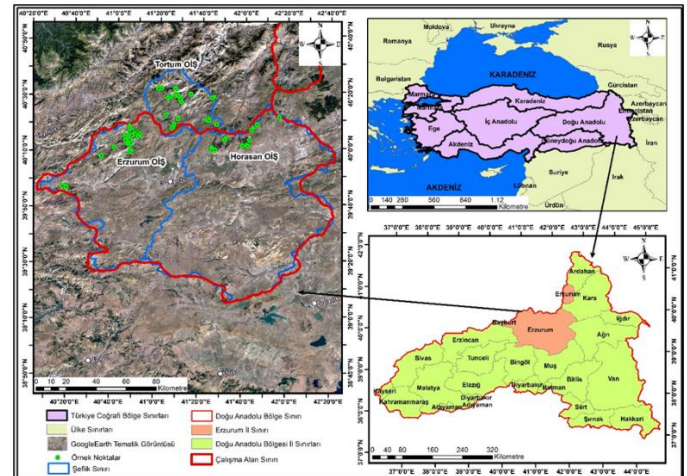 40°20'0"E 40°40'0"E 41°0'0"E 41°20'0"E 41°40'0"E 42°0'0"E 42°20'0"E
Tortum OİŞ
Erzurum OİŞ
Horasan OİŞ
0 10 20 40 60 80
Kilometre
40°20'0"E 40°40'0"E 41°0'0"E 41°20'0"E 41°40'0"E 42°0'0"E 42°20'0"E
Moldova
Ukrayna
Romanya
Rusya
Bulgaristan
KARADENİZ
Gürcistan
Marmara
Karadeniz
Azerbaycan
Azerbaycan
Ege
İç Anadolu
Doğu Anadolu
Akdeniz
Güneydoğu Anadolu
İran
AKDENİZ
Lübnan
Suriye
Irak
Ürdün
0 140 280 560 840 1.12
Kilometre
37°0'0"E 38°0'0"E 39°0'0"E 40°0'0"E 41°0'0"E 42°0'0"E 43°0'0"E 44°0'0"E 45°0'0"E
Ardahan
Erzurum
Kars
Bayburt
Erzurum
Iğdır
Ağrı
Erzincan
Sivas
Tunceli
Bingöl
Muş
Van
Kayseri
Malatya
Elazığ
Diyarbakır
Batman
Bitlis
Kahramanmaraş
Adıyaman
Diyarbakır
Adıyaman
Siirt
Şırnak
Hakkari
0 80 160 240 320
Kilometre
37°0'0"E 38°0'0"E 39°0'0"E 40°0'0"E 41°0'0"E 42°0'0"E 43°0'0"E 44°0'0"E 45°0'0"E
Türkiye Coğrafi Bölge Sınırları
Ülke Sınırları
GoogleEarth Tematik Görüntüsü
Örnek Noktalar
Şeflik Sınırı
Doğu Anadolu Bölge Sınırı
Erzurum İl Sınırı
Doğu Anadolu Bölgesi İl Sınırları
Çalışma Alan Sınırı